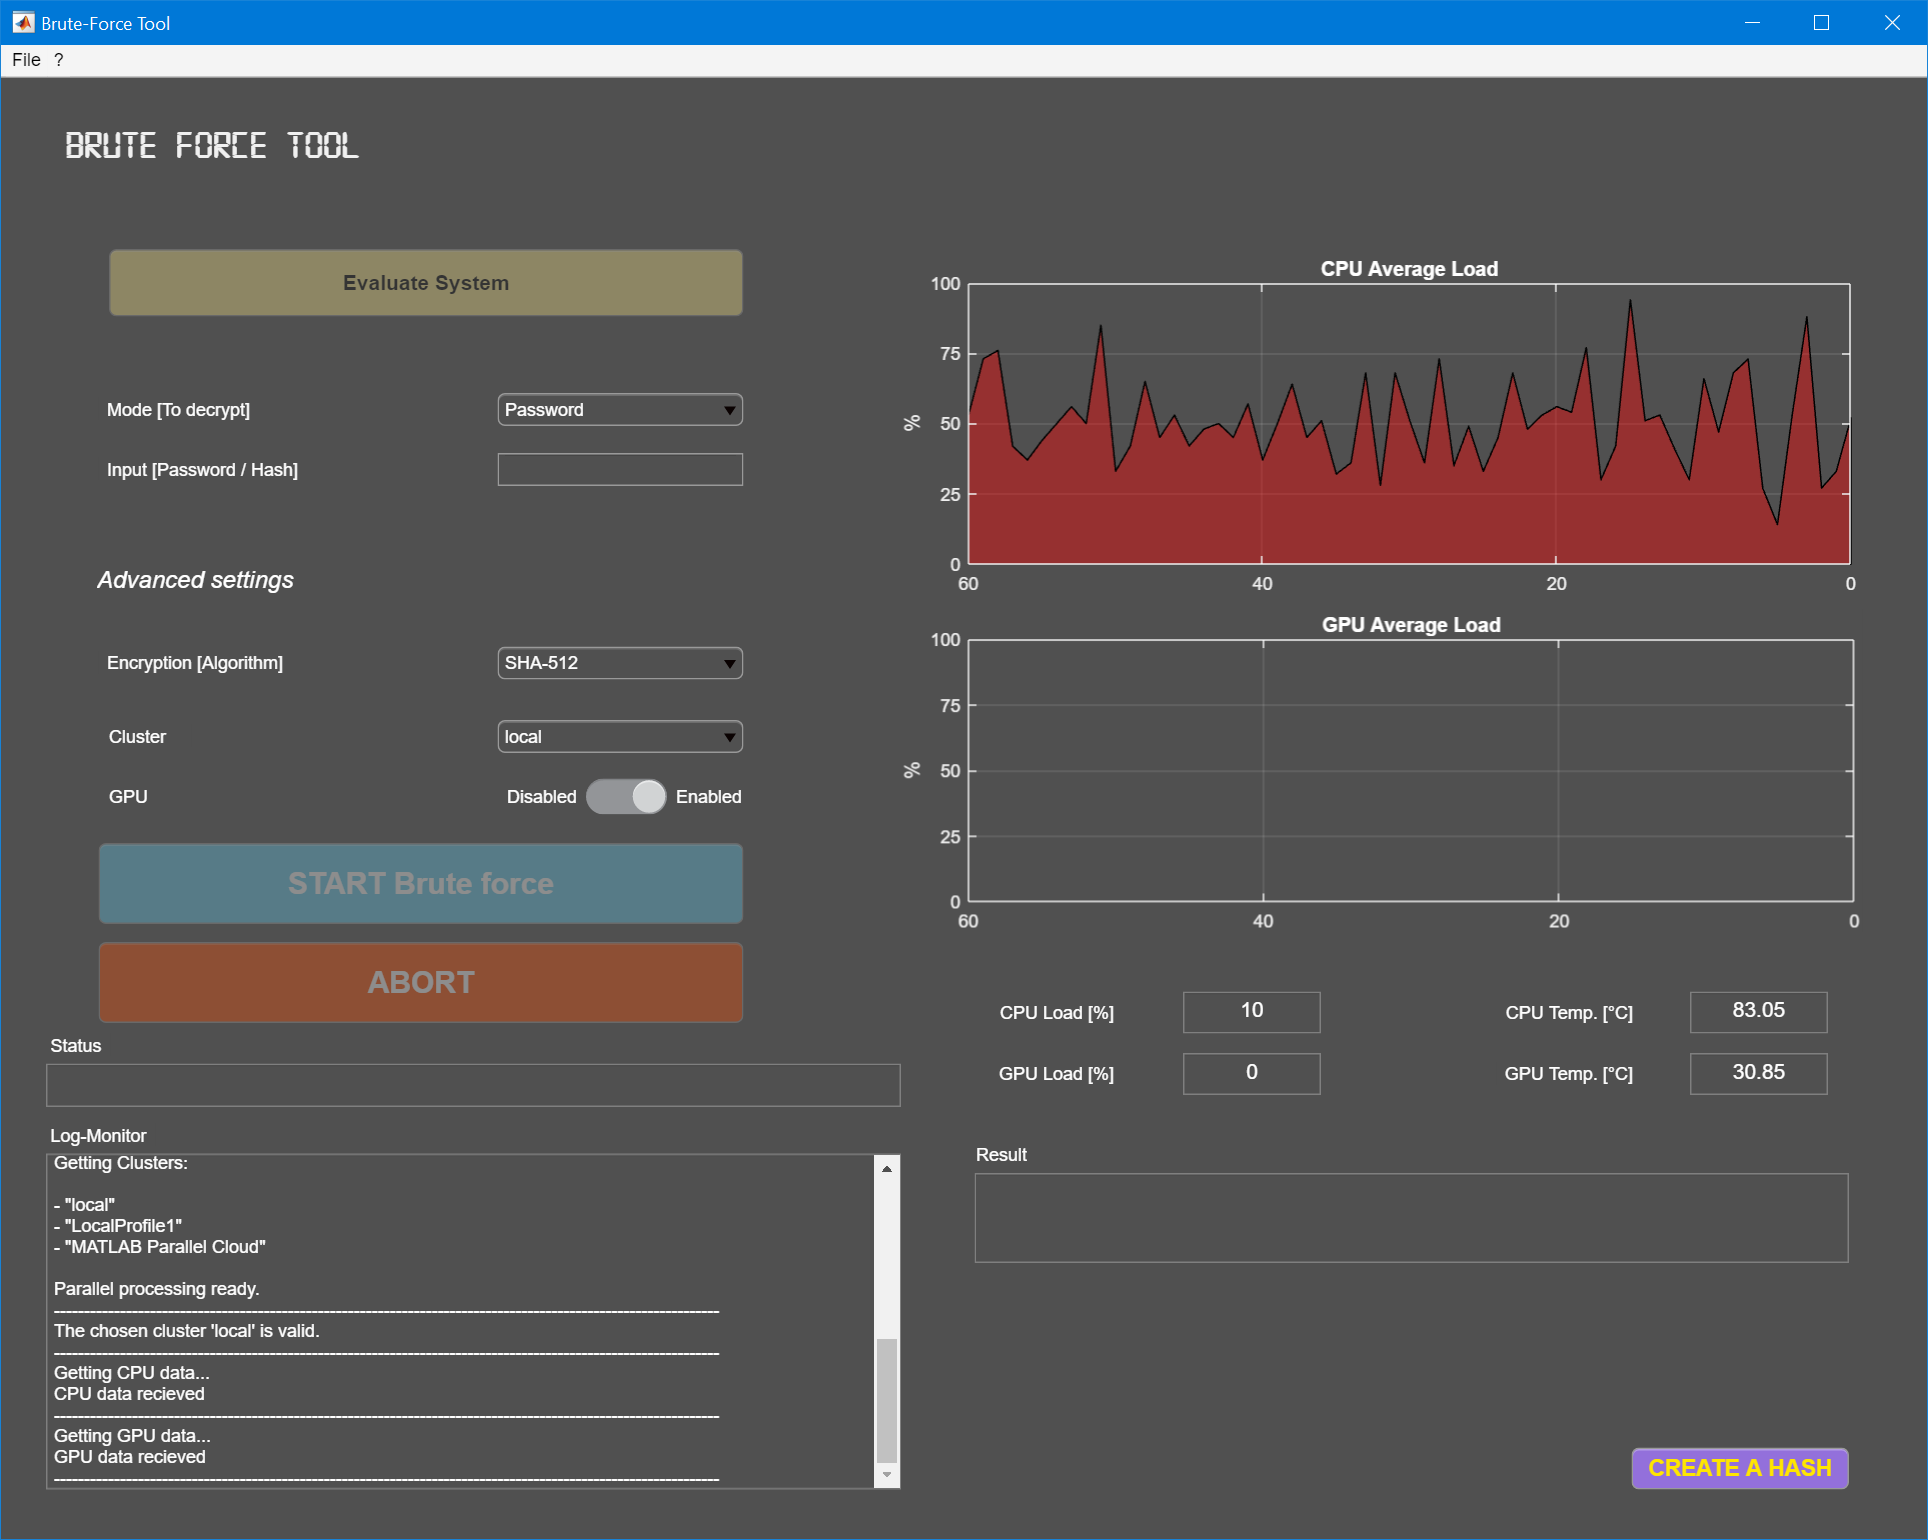 Brute-Force Tool
File ?
BRUTE FORCE TOOL
Evaluate System
Mode [To decrypt]
Password
Input [Password / Hash]
Advanced settings
Encryption [Algorithm]
SHA-512
Cluster
local
GPU
Disabled
Enabled
START Brute force
ABORT
Status
Log-Monitor
Getting Clusters:
- "local"
- "LocalProfile1"
- "MATLAB Parallel Cloud"
Parallel processing ready.
The chosen cluster 'local' is valid.
Getting CPU data...
CPU data recieved
Getting GPU data...
GPU data recieved
CPU Average Load
100
75
50
25
0
%
60 40 20 0
GPU Average Load
100
75
50
25
0
%
60 40 20 0
CPU Load [%]
10
CPU Temp. [°C]
83.05
GPU Load [%]
0
GPU Temp. [°C]
30.85
Result
CREATE A HASH